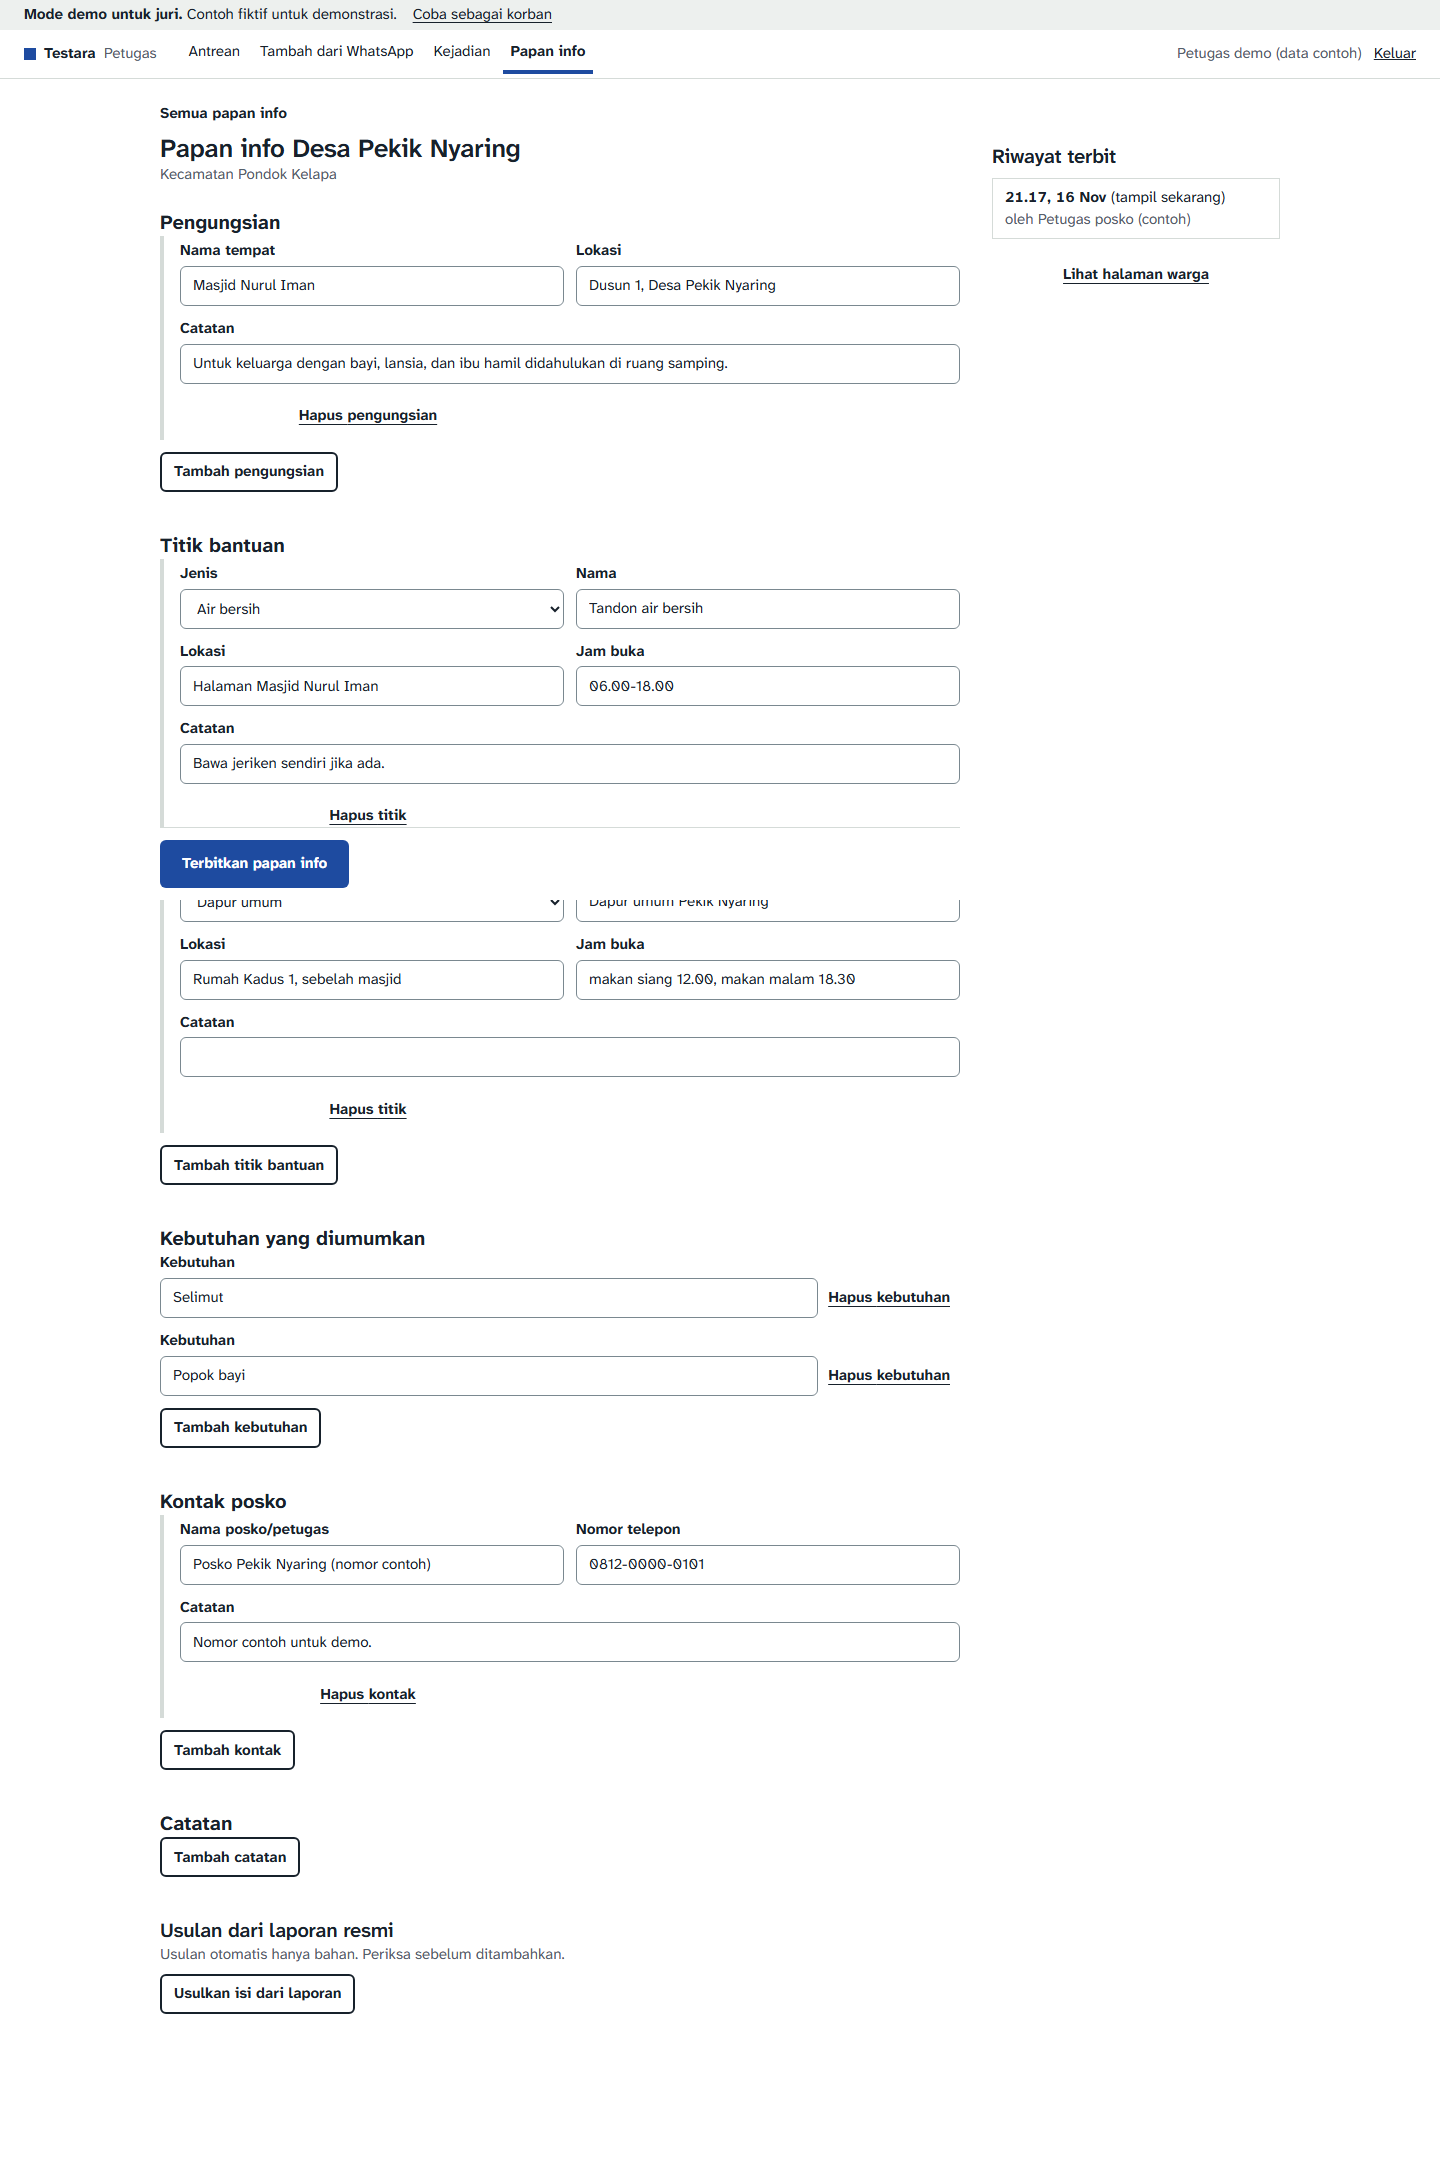 Mode demo untuk juri. Contoh fiktif untuk demonstrasi. Coba sebagai korban
Testara Petugas Antrean Tambah dari WhatsApp Kejadian Papan info Petugas demo (data contoh) Keluar
Semua papan info
Papan info Desa Pekik Nyaring
Kecamatan Pondok Kelapa
Riwayat terbit
21.17, 16 Nov (tampil sekarang)
oleh Petugas posko (contoh)
Lihat halaman warga
Pengungsian
Nama tempat Lokasi
Masjid Nurul Iman Dusun 1, Desa Pekik Nyaring
Catatan
Untuk keluarga dengan bayi, lansia, dan ibu hamil didahulukan di ruang samping.
Hapus pengungsian
Tambah pengungsian
Titik bantuan
Jenis Nama
Air bersih Tandon air bersih
Lokasi Jam buka
Halaman Masjid Nurul Iman 06.00-18.00
Catatan
Bawa jeriken sendiri jika ada.
Hapus titik
Terbitkan papan info
Dapur umum Dapur umum Pekik Nyaring
Lokasi Jam buka
Rumah Kadus 1, sebelah masjid makan siang 12.00, makan malam 18.30
Catatan
Hapus titik
Tambah titik bantuan
Kebutuhan yang diumumkan
Kebutuhan
Selimut Hapus kebutuhan
Kebutuhan
Popok bayi Hapus kebutuhan
Tambah kebutuhan
Kontak posko
Nama posko/petugas Nomor telepon
Posko Pekik Nyaring (nomor contoh) 0812-0000-0101
Catatan
Nomor contoh untuk demo.
Hapus kontak
Tambah kontak
Catatan
Tambah catatan
Usulan dari laporan resmi
Usulan otomatis hanya bahan. Periksa sebelum ditambahkan.
Usulkan isi dari laporan